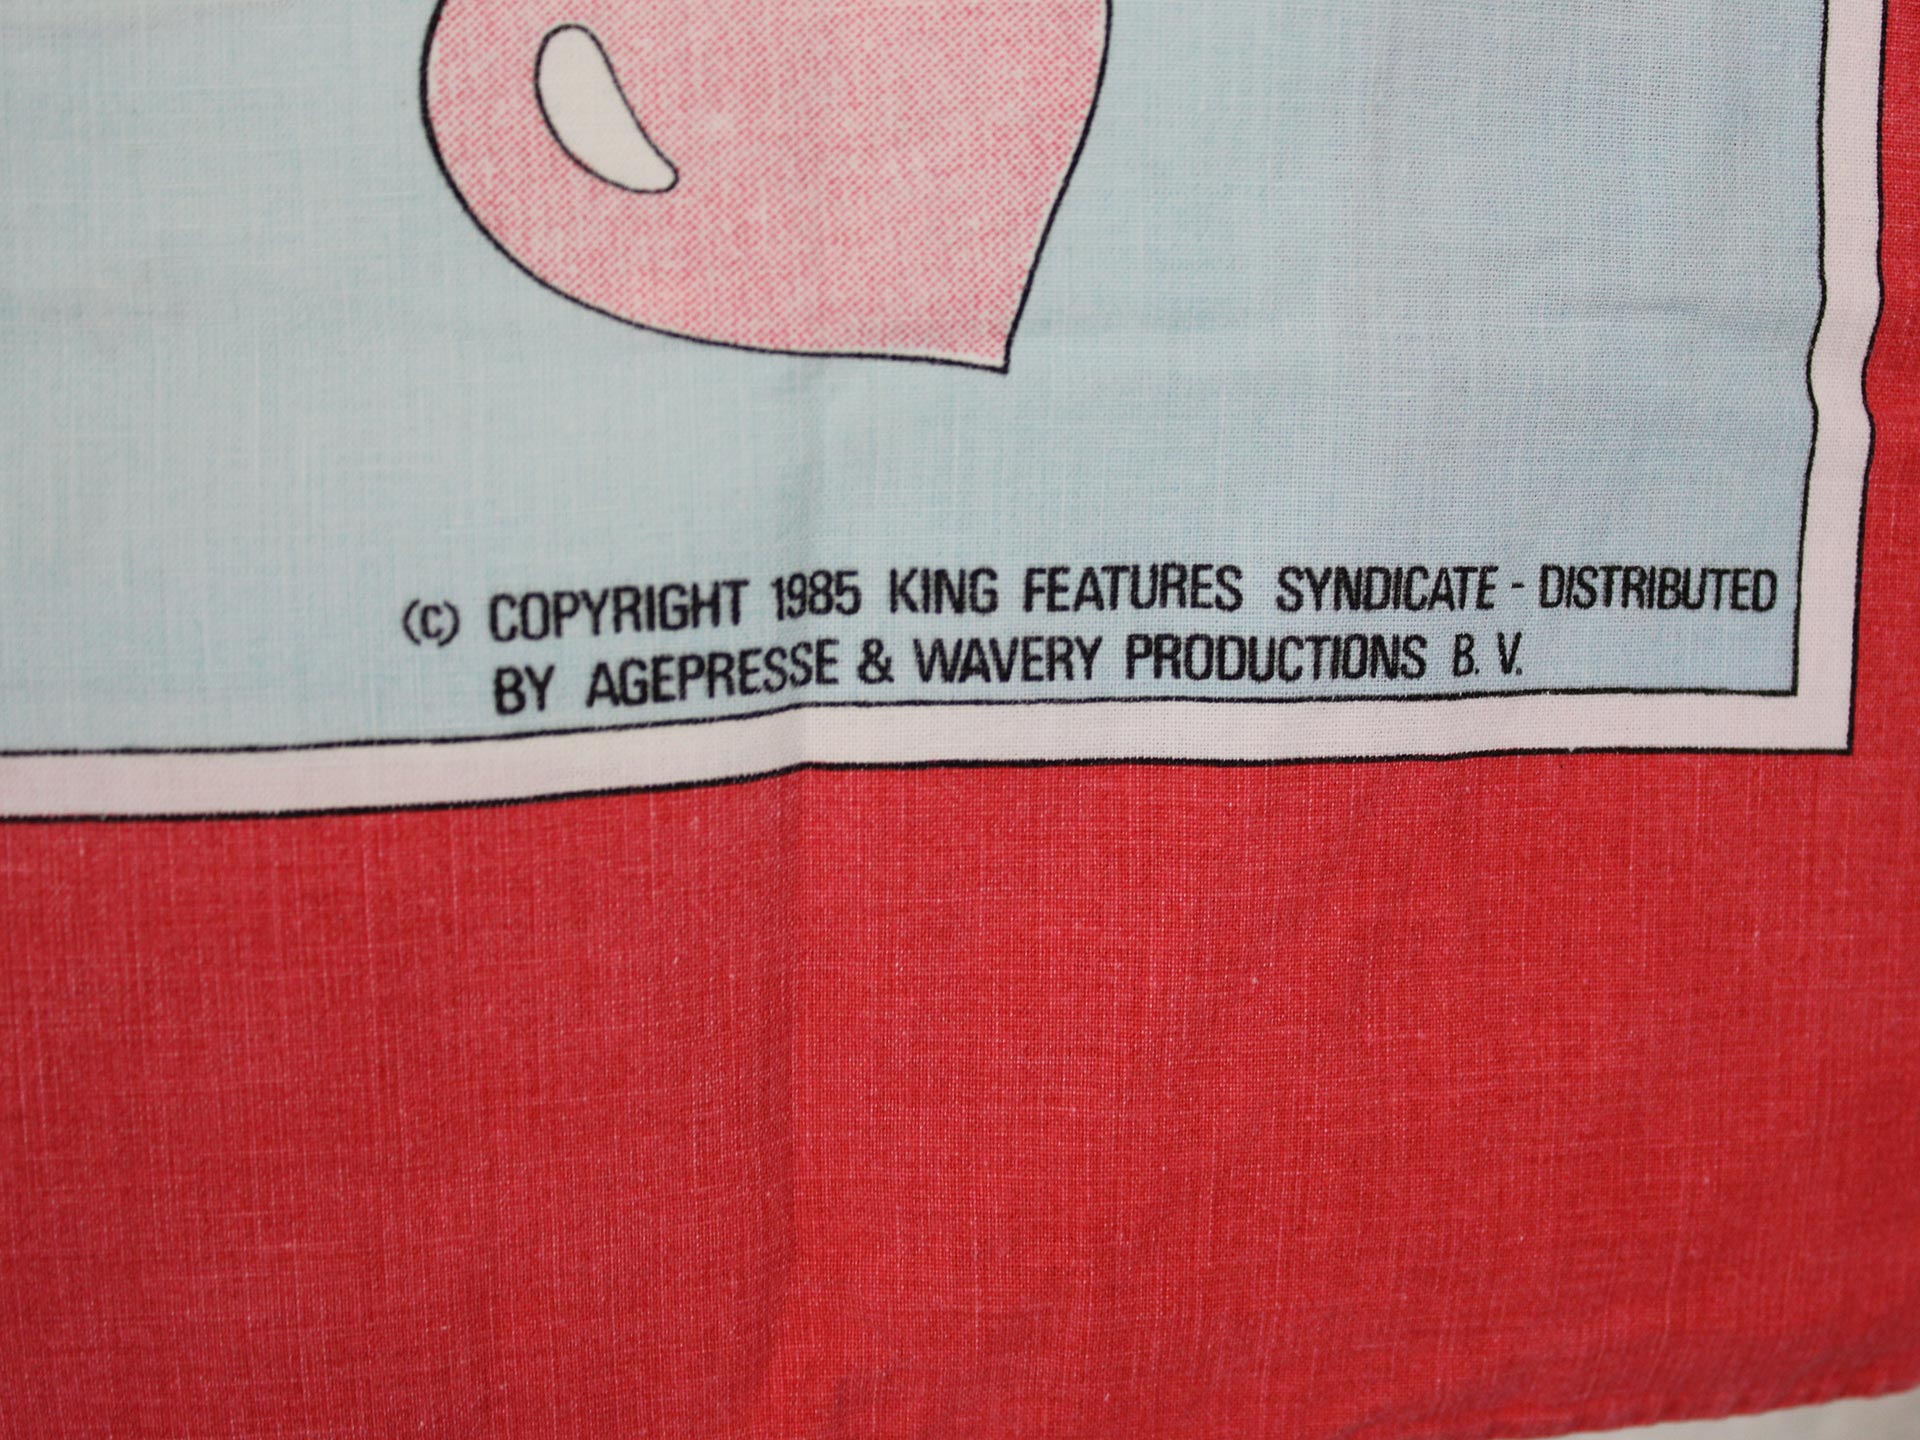 (C) COPYRIGHT 1985 KING FEATURES SYNDICATE - DISTRIBUTED
BY AGEPRESSE & WAVERY PRODUCTIONS B. V.